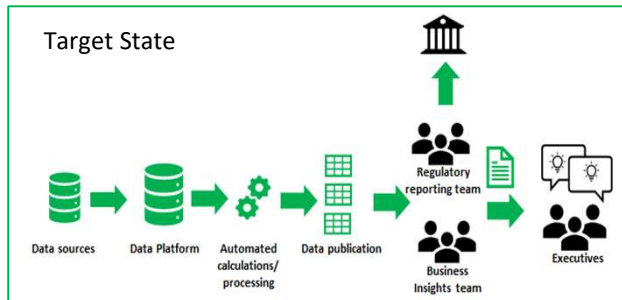 Target State
Data sources
Data Platform
Automated
calculations/
processing
Data publication
Regulatory
reporting team
Business
Insights team
Executives